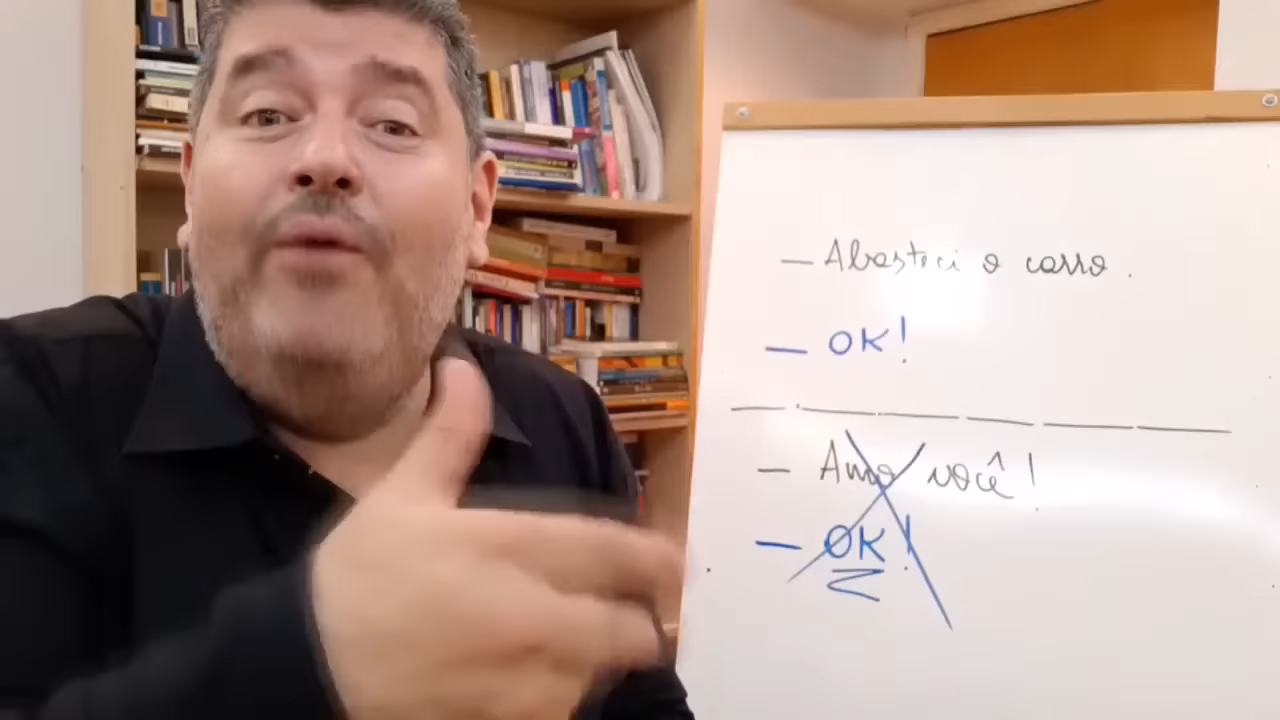 — Abasteci o carro.
— OK!
— Amo você!
— OK!